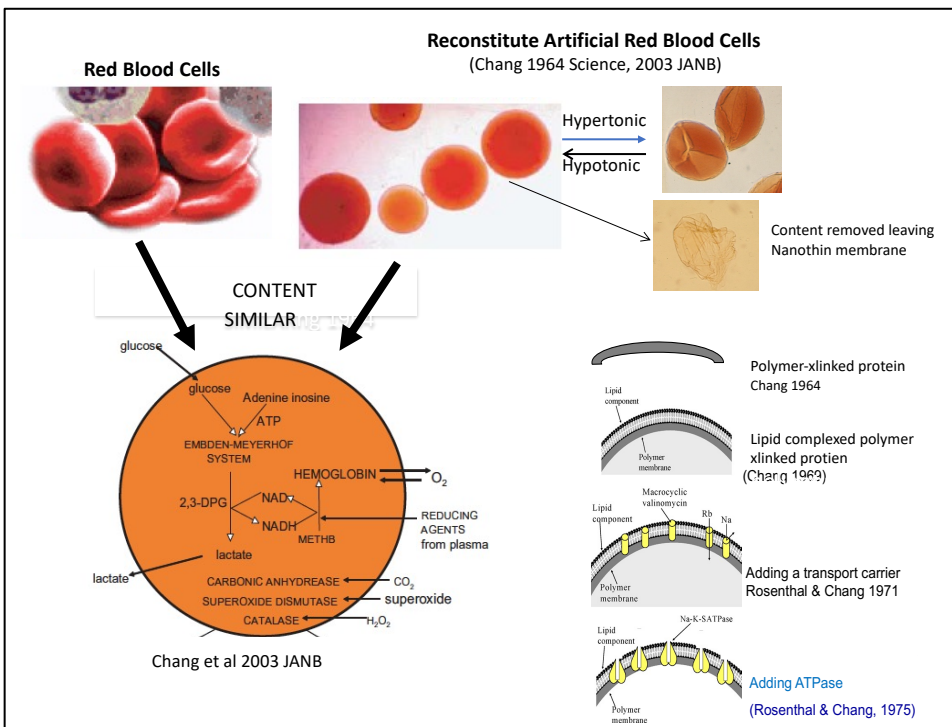 Reconstitute Artificial Red Blood Cells
(Chang 1964 Science, 2003 JANB)
Red Blood Cells
Hypertonic
Hypotonic
Content removed leaving
Nanothin membrane
CONTENT
SIMILAR
glucose
glucose
Adenine inosine
ATP
EMBDEN-MEYERHOF
SYSTEM
HEMOGLOBIN
O2
2,3-DPG
NAD
NADH
METHB
REDUCING
AGENTS
from plasma
lactate
lactate
CARBONIC ANHYDRASE
CO2
SUPEROXIDE DISMUTASE
superoxide
CATALASE
H2O2
Chang et al 2003 JANB
Polymer-xlinked protein
Chang 1964
Lipid
component
Polymer
membrane
Lipid complexed polymer
xlinked protien
(Chang 1969)
Macrocyclic
valinomycin
Lipid
component
Rb
Na
Polymer
membrane
Adding a transport carrier
Rosenthal & Chang 1971
Na-K-SATPase
Lipid
component
Polymer
membrane
Adding ATPase
(Rosenthal & Chang, 1975)